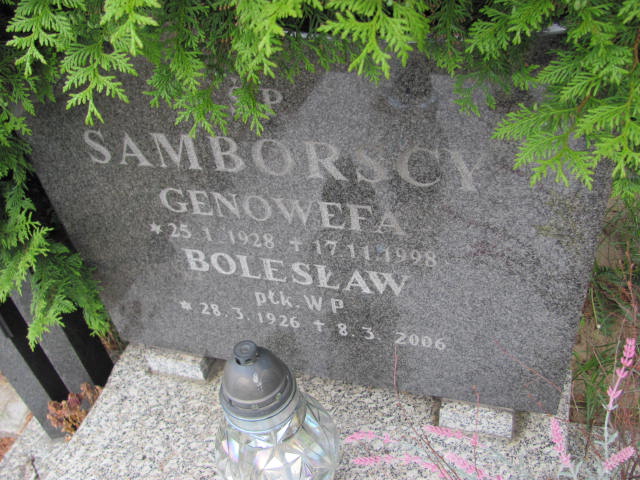 ŚP
SAMBORSCY
GENOWEFA
* 25.1.1928 + 17.11.1998
BOLESŁAW
płk. WP
* 28.3.1926 + 8.3.2006